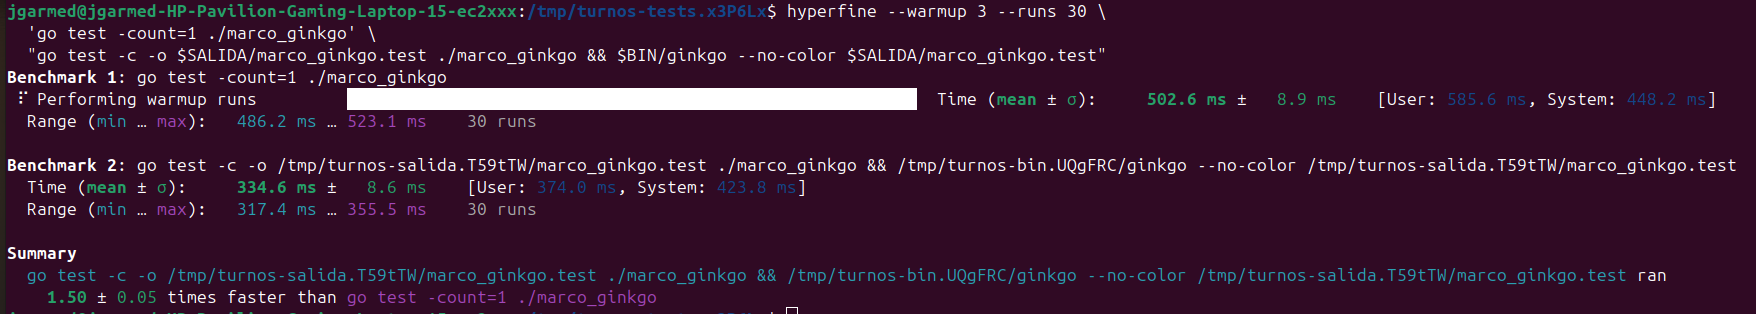 jgarmed@jgarmed-HP-Pavilion-Gaming-Laptop-15-ec2xxx:/tmp/turnos-tests.x3P6Lx$ hyperfine --warmup 3 --runs 30 \
'go test -count=1 ./marco_ginkgo' \
"go test -c -o $SALIDA/marco_ginkgo.test ./marco_ginkgo && $BIN/ginkgo --no-color $SALIDA/marco_ginkgo.test"
Benchmark 1: go test -count=1 ./marco_ginkgo
⠏ Performing warmup runs Time (mean ± σ): 502.6 ms ± 8.9 ms [User: 585.6 ms, System: 448.2 ms]
Range (min … max): 486.2 ms … 523.1 ms 30 runs
Benchmark 2: go test -c -o /tmp/turnos-salida.T59tTW/marco_ginkgo.test ./marco_ginkgo && /tmp/turnos-bin.UQgFRC/ginkgo --no-color /tmp/turnos-salida.T59tTW/marco_ginkgo.test
Time (mean ± σ): 334.6 ms ± 8.6 ms [User: 374.0 ms, System: 423.8 ms]
Range (min … max): 317.4 ms … 355.5 ms 30 runs
Summary
go test -c -o /tmp/turnos-salida.T59tTW/marco_ginkgo.test ./marco_ginkgo && /tmp/turnos-bin.UQgFRC/ginkgo --no-color /tmp/turnos-salida.T59tTW/marco_ginkgo.test ran
1.50 ± 0.05 times faster than go test -count=1 ./marco_ginkgo